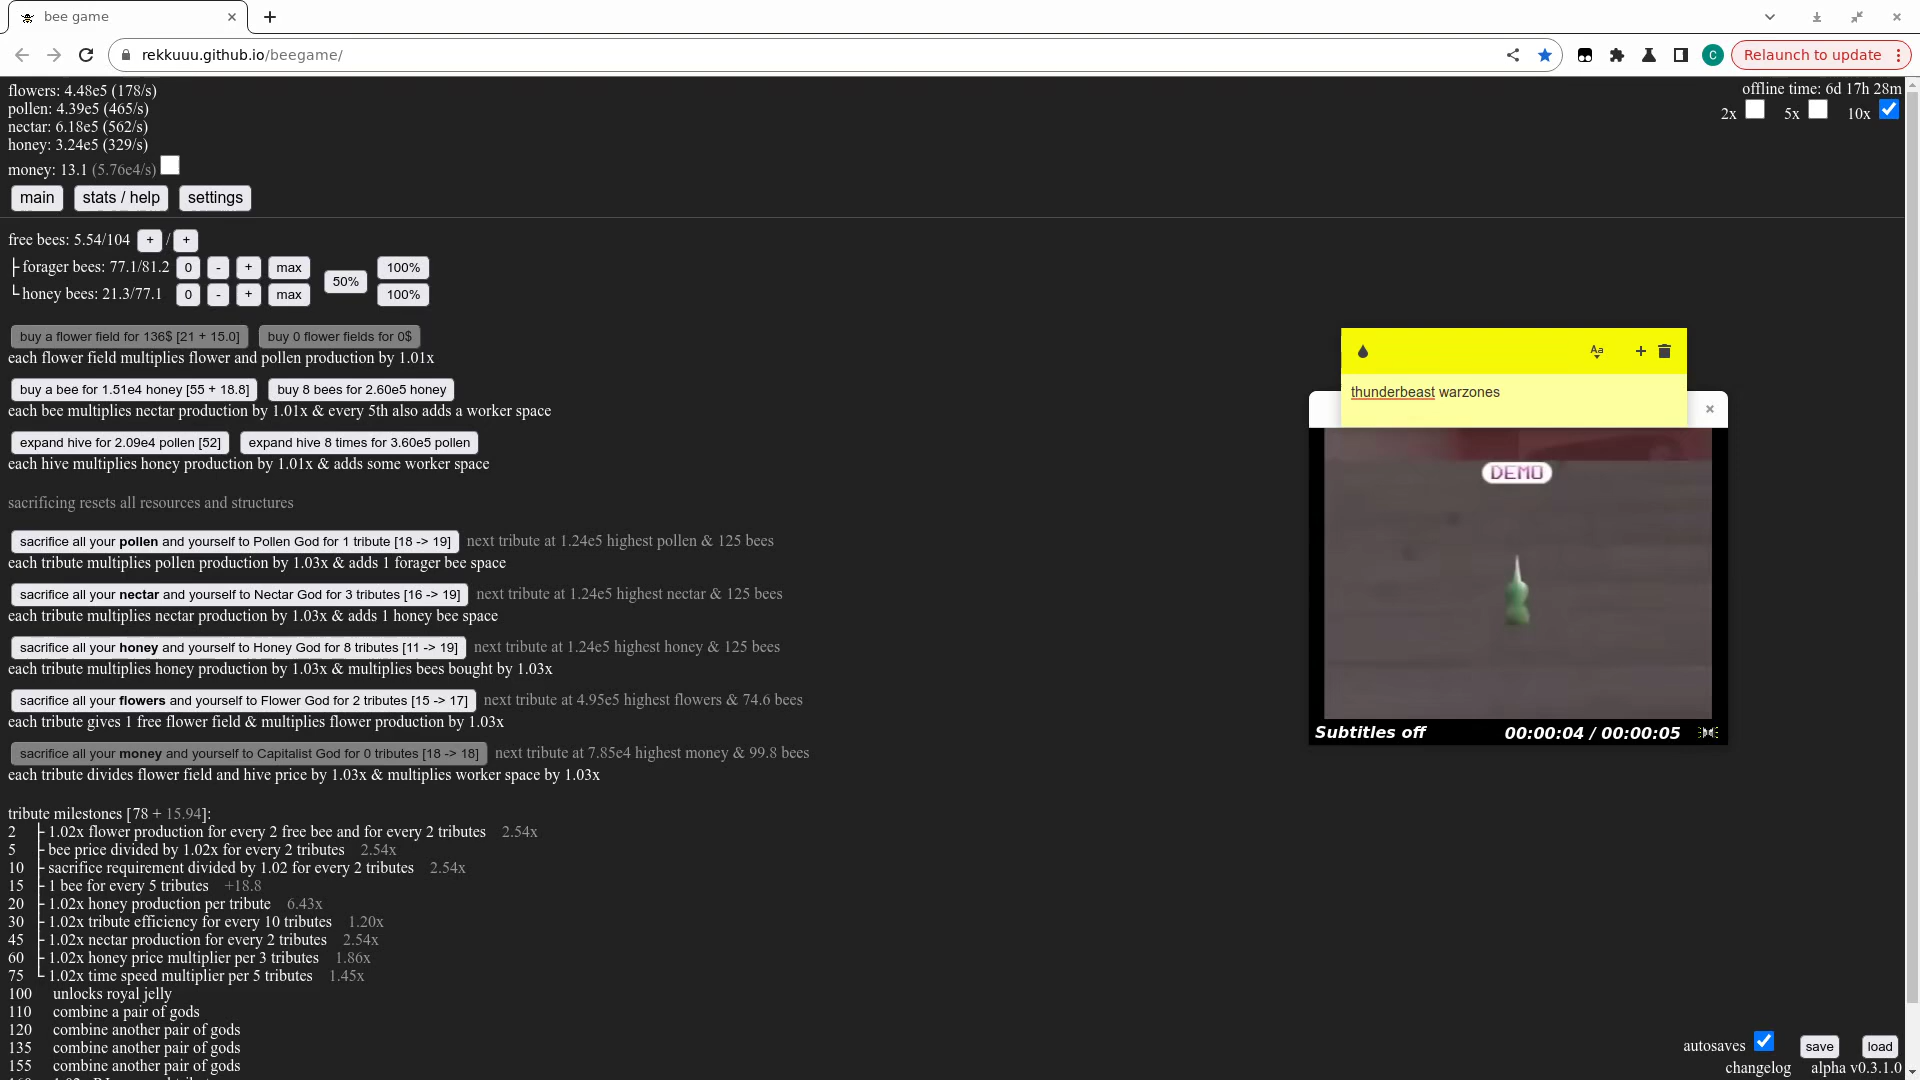 bee game
rekkuuu.github.io/beegame/
C
Relaunch to update
flowers: 4.48e5 (178/s)
pollen: 4.39e5 (465/s)
nectar: 6.18e5 (562/s)
honey: 3.24e5 (329/s)
money: 13.1 (5.76e4/s)
offline time: 6d 17h 28m
2x 5x 10x
main stats / help settings
free bees: 5.54/104 + / +
forager bees: 77.1/81.2 0 - + max 50% 100%
honey bees: 21.3/77.1 0 - + max 100%
buy a flower field for 136$ [21 + 15.0] buy 0 flower fields for 0$
each flower field multiplies flower and pollen production by 1.01x
buy a bee for 1.51e4 honey [55 + 18.8] buy 8 bees for 2.60e5 honey
each bee multiplies nectar production by 1.01x & every 5th also adds a worker space
expand hive for 2.09e4 pollen [52] expand hive 8 times for 3.60e5 pollen
each hive multiplies honey production by 1.01x & adds some worker space
sacrificing resets all resources and structures
sacrifice all your pollen and yourself to Pollen God for 1 tribute [18 -> 19] next tribute at 1.24e5 highest pollen & 125 bees
each tribute multiplies pollen production by 1.03x & adds 1 forager bee space
sacrifice all your nectar and yourself to Nectar God for 3 tributes [16 -> 19] next tribute at 1.24e5 highest nectar & 125 bees
each tribute multiplies nectar production by 1.03x & adds 1 honey bee space
sacrifice all your honey and yourself to Honey God for 8 tributes [11 -> 19] next tribute at 1.24e5 highest honey & 125 bees
each tribute multiplies honey production by 1.03x & multiplies bees bought by 1.03x
sacrifice all your flowers and yourself to Flower God for 2 tributes [15 -> 17] next tribute at 4.95e5 highest flowers & 74.6 bees
each tribute gives 1 free flower field & multiplies flower production by 1.03x
sacrifice all your money and yourself to Capitalist God for 0 tributes [18 -> 18] next tribute at 7.85e4 highest money & 99.8 bees
each tribute divides flower field and hive price by 1.03x & multiplies worker space by 1.03x
tribute milestones [78 + 15.94]:
2 1.02x flower production for every 2 free bee and for every 2 tributes 2.54x
5 bee price divided by 1.02x for every 2 tributes 2.54x
10 sacrifice requirement divided by 1.02 for every 2 tributes 2.54x
15 1 bee for every 5 tributes +18.8
20 1.02x honey production per tribute 6.43x
30 1.02x tribute efficiency for every 10 tributes 1.20x
45 1.02x nectar production for every 2 tributes 2.54x
60 1.02x honey price multiplier per 3 tributes 1.86x
75 1.02x time speed multiplier per 5 tributes 1.45x
100 unlocks royal jelly
110 combine a pair of gods
120 combine another pair of gods
135 combine another pair of gods
155 combine another pair of gods
Aa
thunderbeast warzones
DEMO
Subtitles off 00:00:04 / 00:00:05
autosaves save load
changelog alpha v0.3.1.0